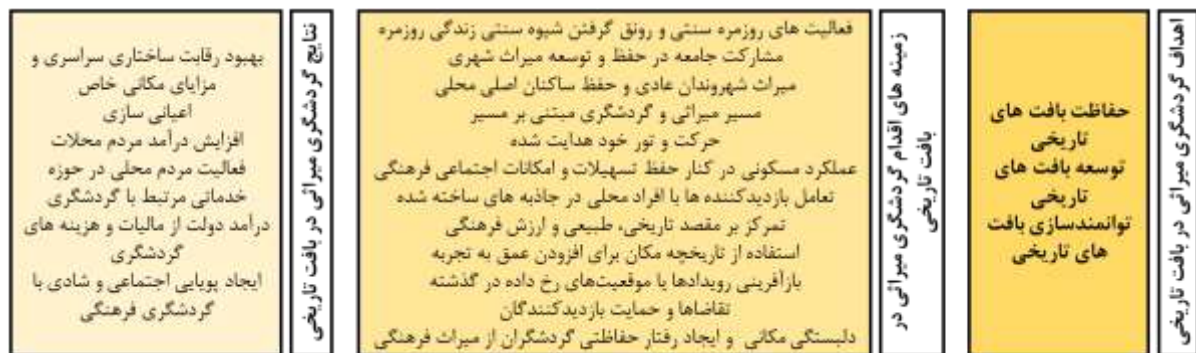 اهداف گردشگری میراثی در بافت تاریخی
حفاظت بافت های
تاریخی
توسعه بافت های
تاریخی
توانمندسازی بافت
های تاریخی
زمینه های اقدام گردشگری میراثی در
بافت تاریخی
فعالیت های روزمره سنتی و رونق گرفتن شیوه سنتی زندگی روزمره
مشارکت جامعه در حفظ و توسعه میراث شهری
میراث شهروندان عادی و حفظ ساکنان اصلی محلی
مسیر میراثی و گردشگری مبتنی بر مسیر
حرکت و تور خود هدایت شده
عملکرد مسکونی در کنار حفظ تسهیلات و امکانات اجتماعی فرهنگی
تعامل بازدیدکننده ها با افراد محلی در جاذبه های ساخته شده
تمرکز بر مقصد تاریخی، طبیعی و ارزش فرهنگی
استفاده از تاریخچه مکان برای افزودن عمق به تجربه
بازآفرینی رویدادها یا موقعیت‌های رخ داده در گذشته
تقاضاها و حمایت بازدیدکنندگان
دلبستگی مکانی و ایجاد رفتار حفاظتی گردشگران از میراث فرهنگی
نتایج گردشگری میراثی در بافت تاریخی
بهبود رقابت ساختاری سراسری و
مزایای مکانی خاص
اعیانی سازی
افزایش درآمد مردم محلات
فعالیت مردم محلی در حوزه
خدماتی مرتبط با گردشگری
درآمد دولت از مالیات و هزینه های
گردشگری
ایجاد پویایی اجتماعی و شادی با
گردشگری فرهنگی